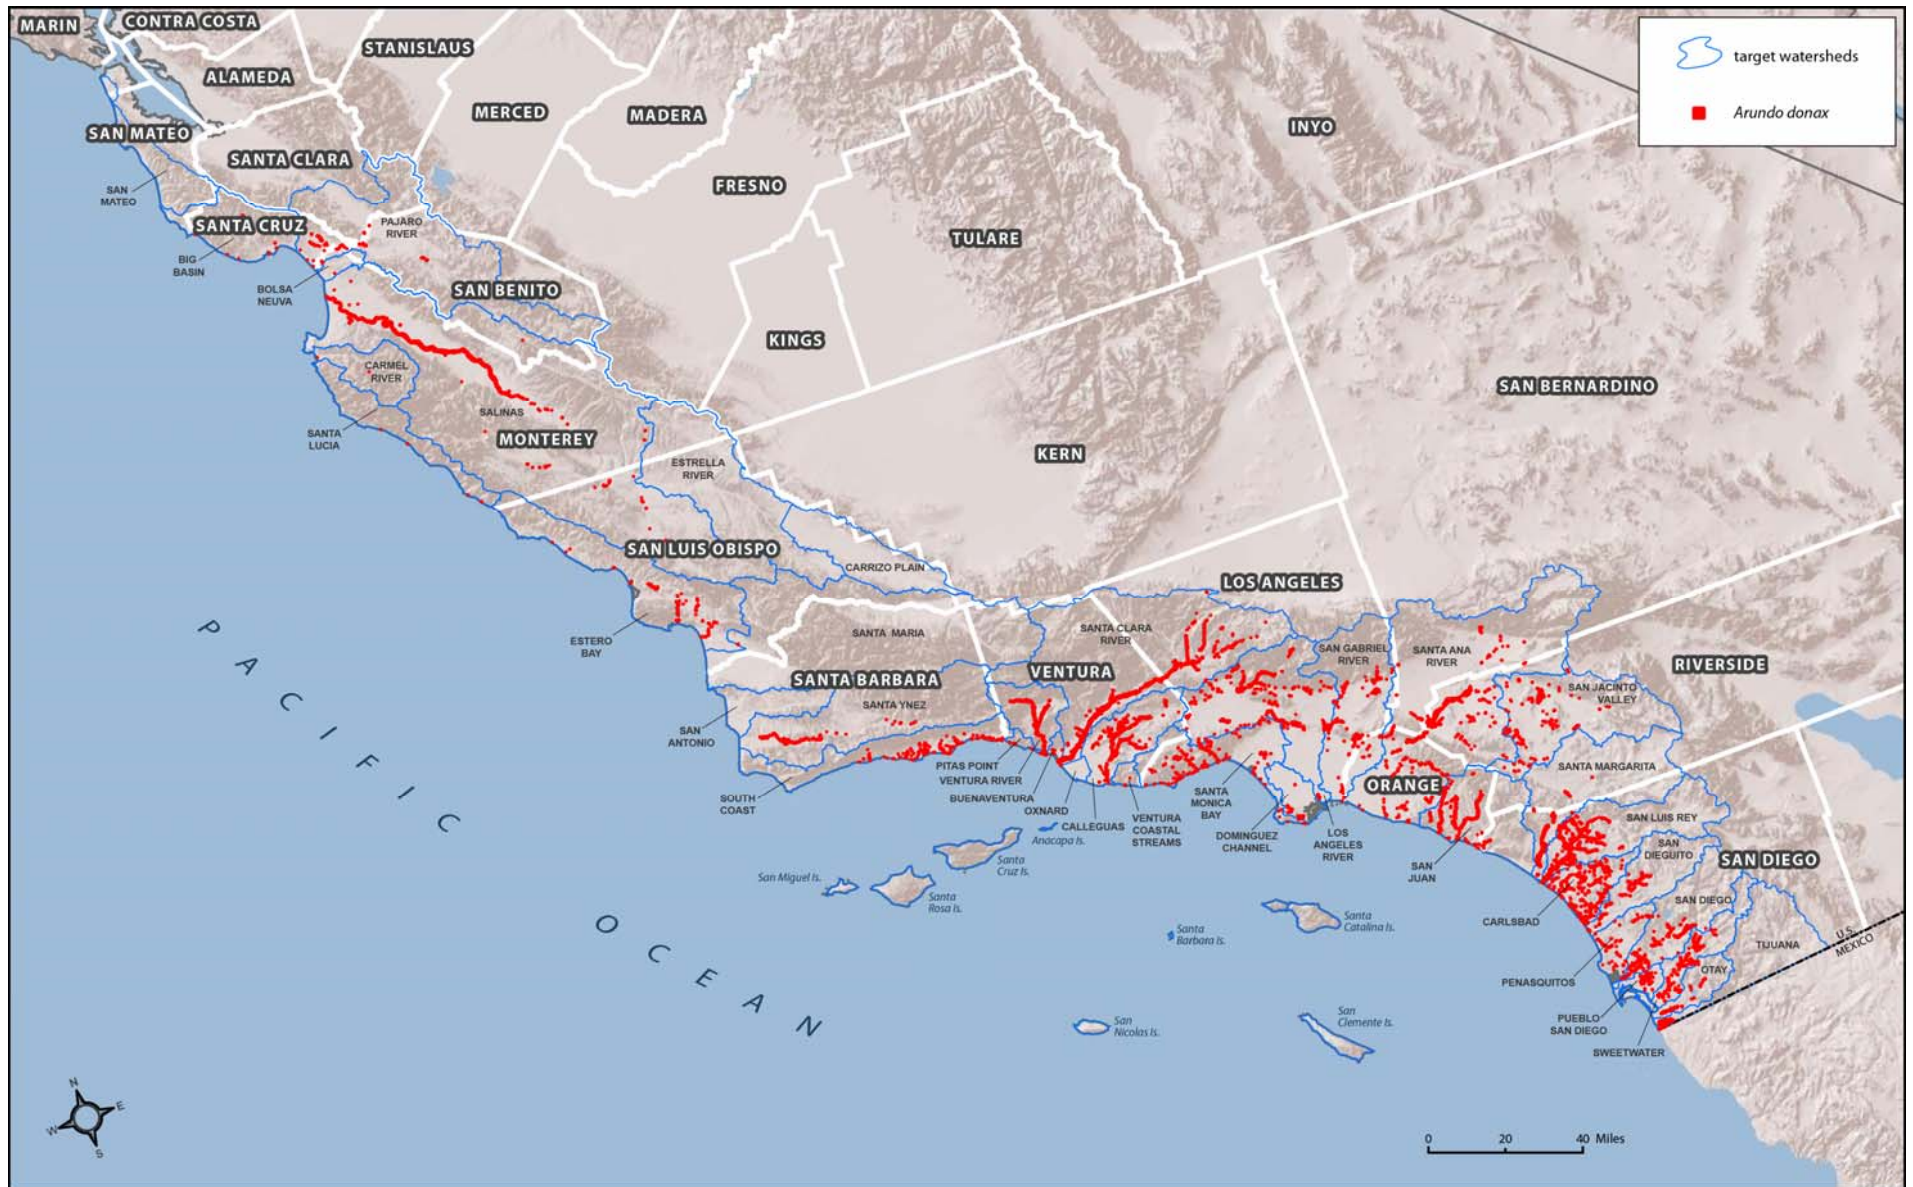 MARIN
CONTRA COSTA
STANISLAUS
ALAMEDA
MERCED
MADERA
SAN MATEO
SANTA CLARA
INYO
target watersheds
Arundo donax
FRESNO
SAN
MATEO
SANTA CRUZ
PAJARO
RIVER
TULARE
BIG
BASIN
BOLSA
NEUVA
SAN BENITO
KINGS
CARMEL
RIVER
SAN BERNARDINO
SALINAS
SANTA
LUCIA
MONTEREY
KERN
ESTRELLA
RIVER
SAN LUIS OBISPO
CARRIZO PLAIN
LOS ANGELES
ESTERO
BAY
SANTA MARIA
SANTA CLARA
RIVER
SAN GABRIEL
RIVER
SANTA ANA
RIVER
RIVERSIDE
SANTA BARBARA
VENTURA
SAN JACINTO
VALLEY
SANTA YNEZ
SAN
ANTONIO
PITAS POINT
VENTURA RIVER
BUENAVENTURA
OXNARD
CALLEGUAS
VENTURA
COASTAL
STREAMS
SANTA
MONICA
BAY
DOMINGUEZ
CHANNEL
LOS
ANGELES
RIVER
ORANGE
SANTA MARGARITA
SOUTH
COAST
SAN
JUAN
SAN LUIS REY
SAN
DIEGUITO
SAN DIEGO
SAN DIEGO
CARLSBAD
TIJUANA
U.S.
MEXICO
OTAY
PENASQUITOS
PUEBLO
SAN DIEGO
SWEETWATER
Anacapa Is.
Santa
Cruz Is.
San Miguel Is.
Santa
Rosa Is.
Santa
Barbara Is.
Santa
Catalina Is.
San
Nicolas Is.
San
Clemente Is.
PACIFIC
OCEAN
N
E
W
S
0 20 40 Miles